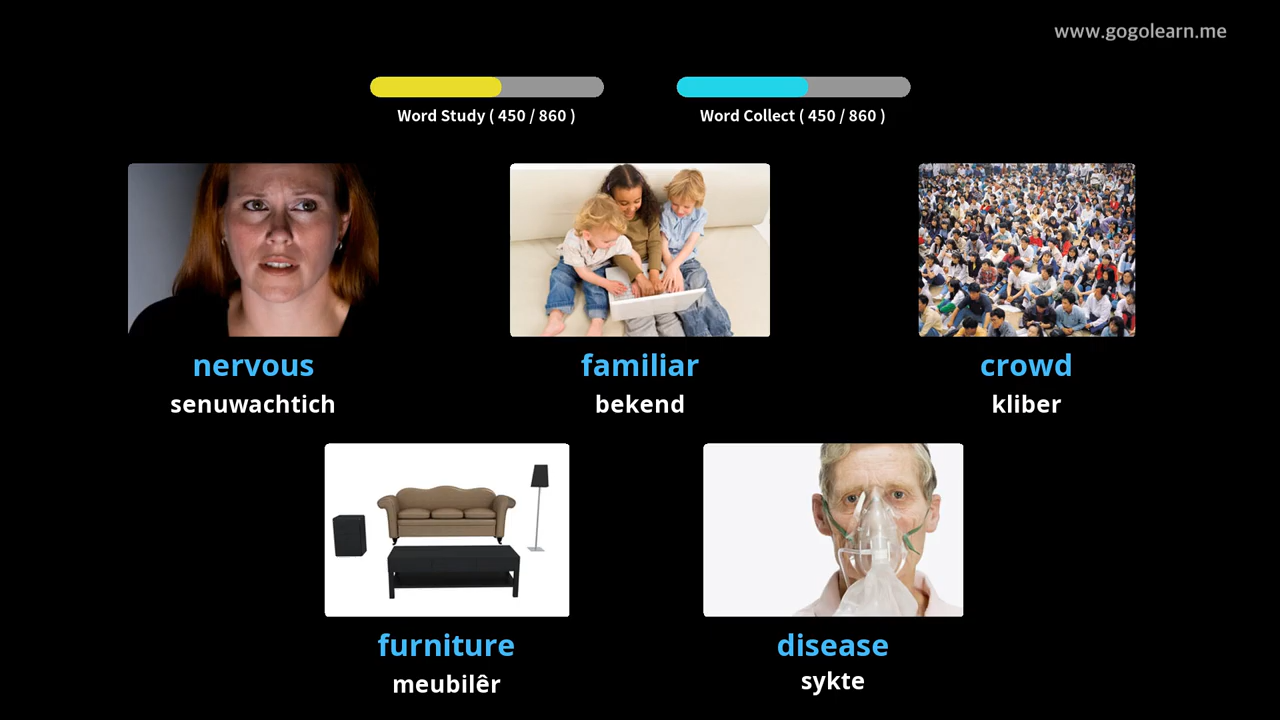 www.gogolearn.me
Word Study ( 450 / 860 )
Word Collect ( 450 / 860 )
nervous
senuwachtich
familiar
bekend
crowd
kliber
furniture
meubilêr
disease
sykte